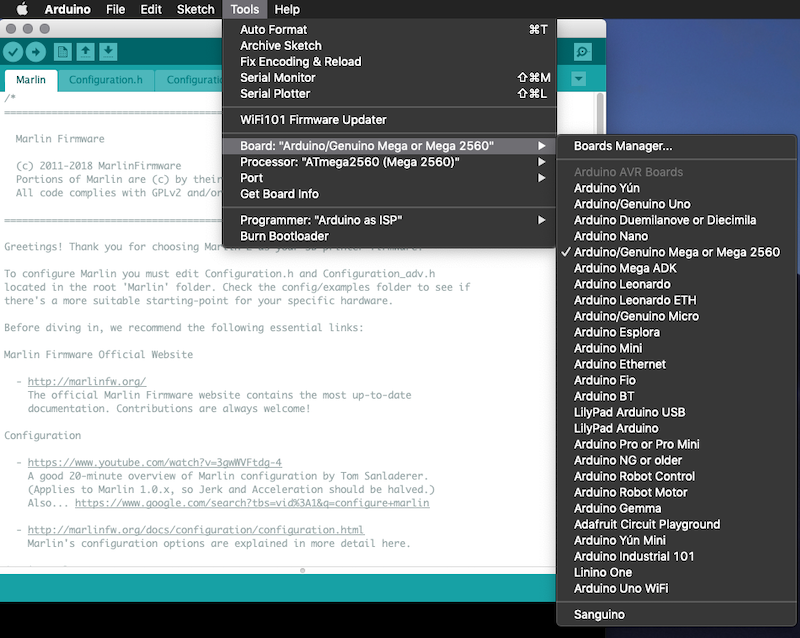 Arduino File Edit Sketch Tools Help
Auto Format ⌘T
Archive Sketch
Fix Encoding & Reload
Serial Monitor ⇧⌘M
Serial Plotter ⇧⌘L
WiFi101 Firmware Updater
Board: "Arduino/Genuino Mega or Mega 2560"
Processor: "ATmega2560 (Mega 2560)"
Port
Get Board Info
Programmer: "Arduino as ISP"
Burn Bootloader
Boards Manager...
Arduino AVR Boards
Arduino Yún
Arduino/Genuino Uno
Arduino Duemilanove or Diecimila
Arduino Nano
✓ Arduino/Genuino Mega or Mega 2560
Arduino Mega ADK
Arduino Leonardo
Arduino Leonardo ETH
Arduino/Genuino Micro
Arduino Esplora
Arduino Mini
Arduino Ethernet
Arduino Fio
Arduino BT
LilyPad Arduino USB
LilyPad Arduino
Arduino Pro or Pro Mini
Arduino NG or older
Arduino Robot Control
Arduino Robot Motor
Arduino Gemma
Adafruit Circuit Playground
Arduino Yún Mini
Arduino Industrial 101
Linino One
Arduino Uno WiFi
Sanguino
Marlin Configuration.h
/*
Marlin Firmware
(c) 2011-2018 MarlinFirmware
Portions of Marlin are (c) by their
All code complies with GPLv2 and/or
Greetings! Thank you for choosing
To configure Marlin you must edit Configuration.h and Configuration_adv.h
located in the root 'Marlin' folder. Check the config/examples folder to see if
there's a more suitable starting-point for your specific hardware.
Before diving in, we recommend the following essential links:
Marlin Firmware Official Website
- http://marlinfw.org/
The official Marlin Firmware website contains the most up-to-date
documentation. Contributions are always welcome!
Configuration
- https://www.youtube.com/watch?v=3gwWVFtdg-4
A good 20-minute overview of Marlin configuration by Tom Sanladerer.
(Applies to Marlin 1.0.x, so Jerk and Acceleration should be halved.)
Also... https://www.google.com/search?tbs=vid%3A1&q=configure+marlin
- http://marlinfw.org/docs/configuration/configuration.html
Marlin's configuration options are explained in more detail here.